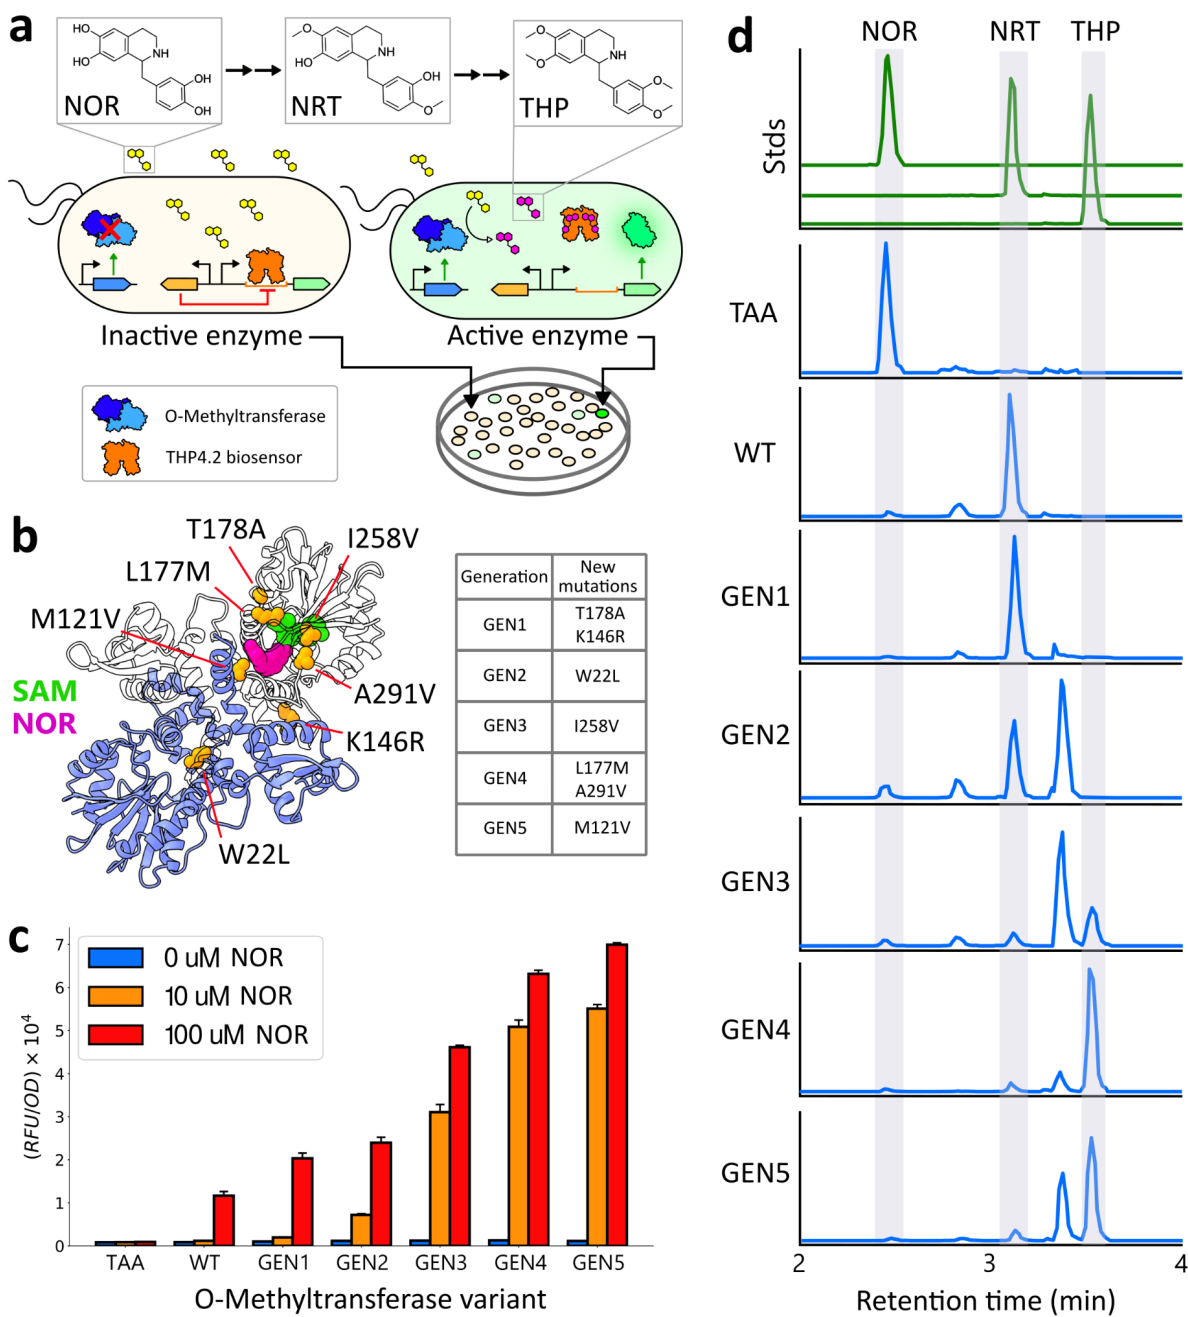 a
HO
HO
NH
OH
OH
NOR
O
HO
NH
OH
O
NRT
O
O
NH
O
O
THP
Inactive enzyme
Active enzyme
O-Methyltransferase
THP4.2 biosensor
b
T178A
I258V
L177M
M121V
SAM
NOR
A291V
K146R
W22L
Generation
New
mutations
GEN1
T178A
K146R
GEN2
W22L
GEN3
I258V
GEN4
L177M
A291V
GEN5
M121V
c
(RFU/OD) × 10⁴
7
6
5
4
3
2
1
0
0 uM NOR
10 uM NOR
100 uM NOR
TAA WT GEN1 GEN2 GEN3 GEN4 GEN5
O-Methyltransferase variant
d
NOR NRT THP
Stds
TAA
WT
GEN1
GEN2
GEN3
GEN4
GEN5
2 3 4
Retention time (min)